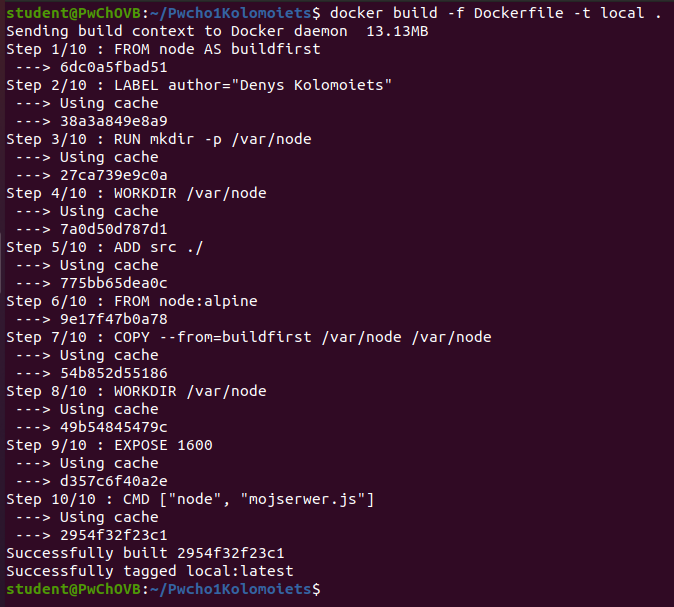 student@PwChOVB:~/Pwcho1Kolomoiets$ docker build -f Dockerfile -t local .
Sending build context to Docker daemon  13.13MB
Step 1/10 : FROM node AS buildfirst
 ---> 6dc0a5fbad51
Step 2/10 : LABEL author="Denys Kolomoiets"
 ---> Using cache
 ---> 38a3a849e8a9
Step 3/10 : RUN mkdir -p /var/node
 ---> Using cache
 ---> 27ca739e9c0a
Step 4/10 : WORKDIR /var/node
 ---> Using cache
 ---> 7a0d50d787d1
Step 5/10 : ADD src ./
 ---> Using cache
 ---> 775bb65dea0c
Step 6/10 : FROM node:alpine
 ---> 9e17f47b0a78
Step 7/10 : COPY --from=buildfirst /var/node /var/node
 ---> Using cache
 ---> 54b852d55186
Step 8/10 : WORKDIR /var/node
 ---> Using cache
 ---> 49b54845479c
Step 9/10 : EXPOSE 1600
 ---> Using cache
 ---> d357c6f40a2e
Step 10/10 : CMD ["node", "mojserwer.js"]
 ---> Using cache
 ---> 2954f32f23c1
Successfully built 2954f32f23c1
Successfully tagged local:latest
student@PwChOVB:~/Pwcho1Kolomoiets$